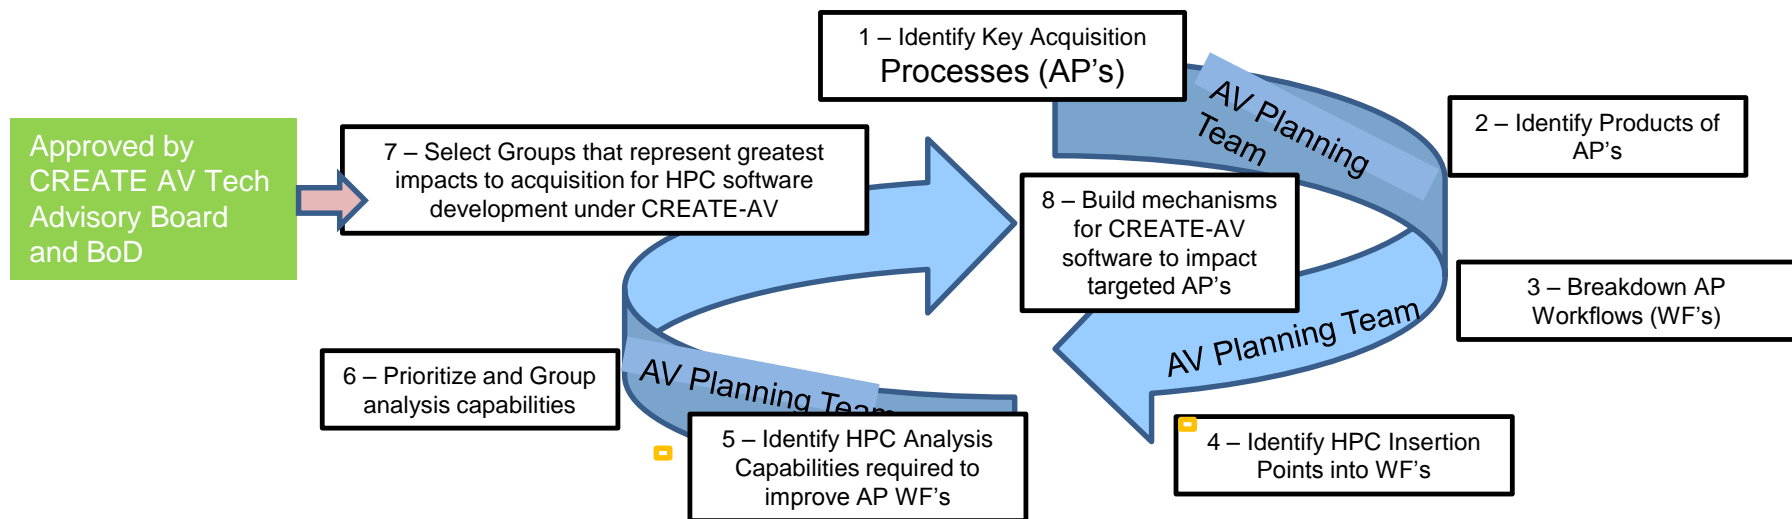 1 – Identify Key Acquisition
Processes (AP's)
AV Planning
Team
2 – Identify Products of
AP's
Approved by
CREATE AV Tech
Advisory Board
and BoD
7 – Select Groups that represent greatest
impacts to acquisition for HPC software
development under CREATE-AV
8 – Build mechanisms
for CREATE-AV
software to impact
targeted AP's
3 – Breakdown AP
Workflows (WF's)
AV Planning Team
6 – Prioritize and Group
analysis capabilities
AV Planning Team
5 – Identify HPC Analysis
Capabilities required to
improve AP WF's
4 – Identify HPC Insertion
Points into WF's